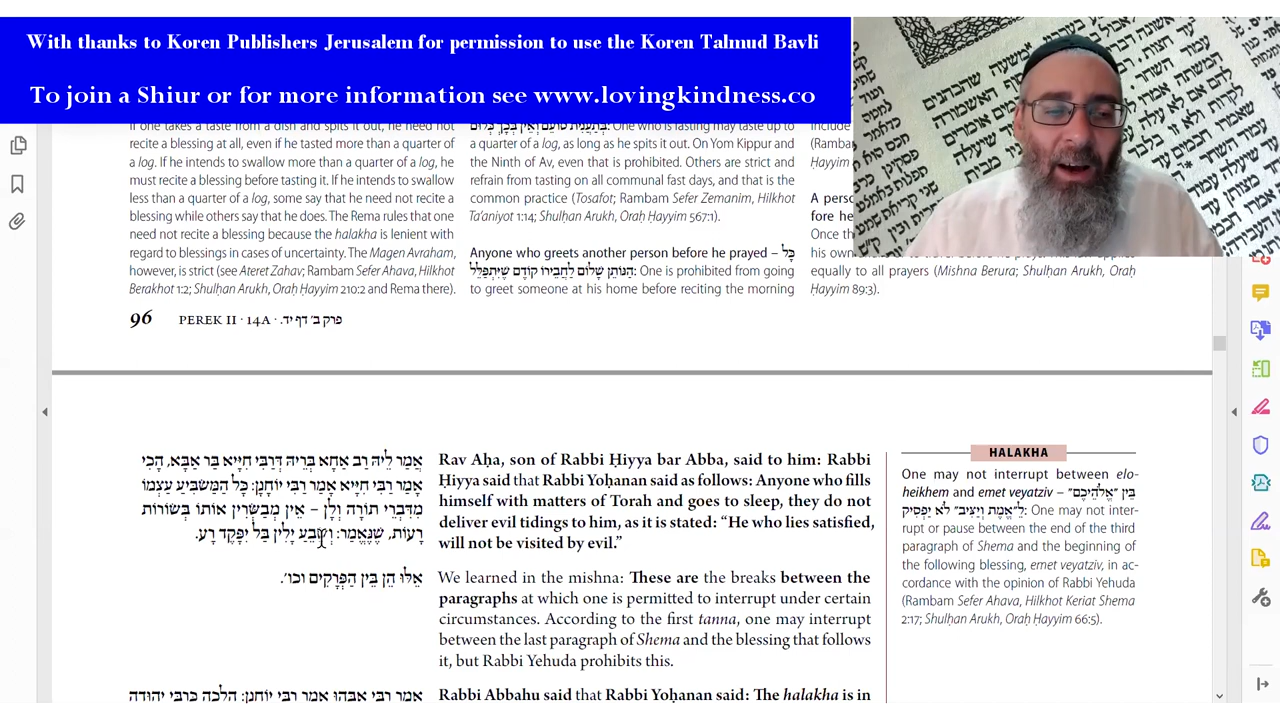 With thanks to Koren Publishers Jerusalem for permission to use the Koren Talmud Bavli
To join a Shiur or for more information see www.lovingkindness.co
If one takes a taste from a dish and spits it out, he need not
recite a blessing at all, even if he tasted more than a quarter of
a log. If he intends to swallow more than a quarter of a log, he
must recite a blessing before tasting it. If he intends to swallow
less than a quarter of a log, some say he need not recite a
blessing while others say that he does. The Rema rules that one
need not recite a blessing because the halakha is lenient with
regard to blessings in cases of uncertainty. The Magen Avraham,
however, is strict (see Ateret Zahav; Rambam Sefer Ahava, Hilkhot
Berakhot 1:2; Shulḥan Arukh, Oraḥ Ḥayyim 210:2 and Rema there).
One who is fasting may taste up to
a quarter of a log, as long as he spits it out. On Yom Kippur and
the Ninth of Av, even that is prohibited. Others are strict and
refrain from tasting on all communal fast days, and that is the
common practice (Tosafot; Rambam Sefer Zemanim, Hilkhot
Ta'aniyot 1:14; Shulḥan Arukh, Oraḥ Ḥayyim 567:1).
Anyone who greets another person before he prayed – כָּל
הַנּוֹתֵן שָׁלוֹם לַחֲבֵירוֹ קוֹדֶם שֶׁיִּתְפַּלֵּל: One is prohibited from going
to greet someone at his home before reciting the morning
include
(Rambam
Ḥayyim
A perso
fore he
Once th
his own
equally to all prayers (Mishna Berura; Shulḥan Arukh, Oraḥ
Ḥayyim 89:3).
96 PEREK II · 14A · פרק ב׳ דף יד.
אֲמַר לֵיהּ רַב אַחָא בְּרֵיהּ דְּרַבִּי חִיָּיא בַּר אַבָּא, הָכִי
אָמַר רַבִּי חִיָּיא אָמַר רַבִּי יוֹחָנָן: כָּל הַמַּשְׂבִּיעַ עַצְמוֹ
מִדִּבְרֵי תוֹרָה וְלָן – אֵין מְבַשְּׂרִין אוֹתוֹ בְּשׂוֹרוֹת
רָעוֹת, שֶׁנֶּאֱמַר: וְשָׂבֵעַ יָלִין בַּל יִפָּקֶד רָע.
Rav Aḥa, son of Rabbi Ḥiyya bar Abba, said to him: Rabbi
Ḥiyya said that Rabbi Yoḥanan said as follows: Anyone who fills
himself with matters of Torah and goes to sleep, they do not
deliver evil tidings to him, as it is stated: “He who lies satisfied,
will not be visited by evil.”
אֵלּוּ הֵן בֵּין הַפְּרָקִים וכו׳.
We learned in the mishna: These are the breaks between the
paragraphs at which one is permitted to interrupt under certain
circumstances. According to the first tanna, one may interrupt
between the last paragraph of Shema and the blessing that follows
it, but Rabbi Yehuda prohibits this.
אמר רבי אבהו אמר רבי יוחנן: הלכה כרבי יהודה
Rabbi Abbahu said that Rabbi Yoḥanan said: The halakha is in
HALAKHA
One may not interrupt between elo-
heikhem and emet veyatziv – בֵּין ״אֱלֹהֵיכֶם״
לֶ״אֱמֶת וְיַצִּיב״ לֹא יַפְסִיק: One may not inter-
rupt or pause between the end of the third
paragraph of Shema and the beginning of
the following blessing, emet veyatziv, in ac-
cordance with the opinion of Rabbi Yehuda
(Rambam Sefer Ahava, Hilkhot Keriat Shema
2:17; Shulḥan Arukh, Oraḥ Ḥayyim 66:5).